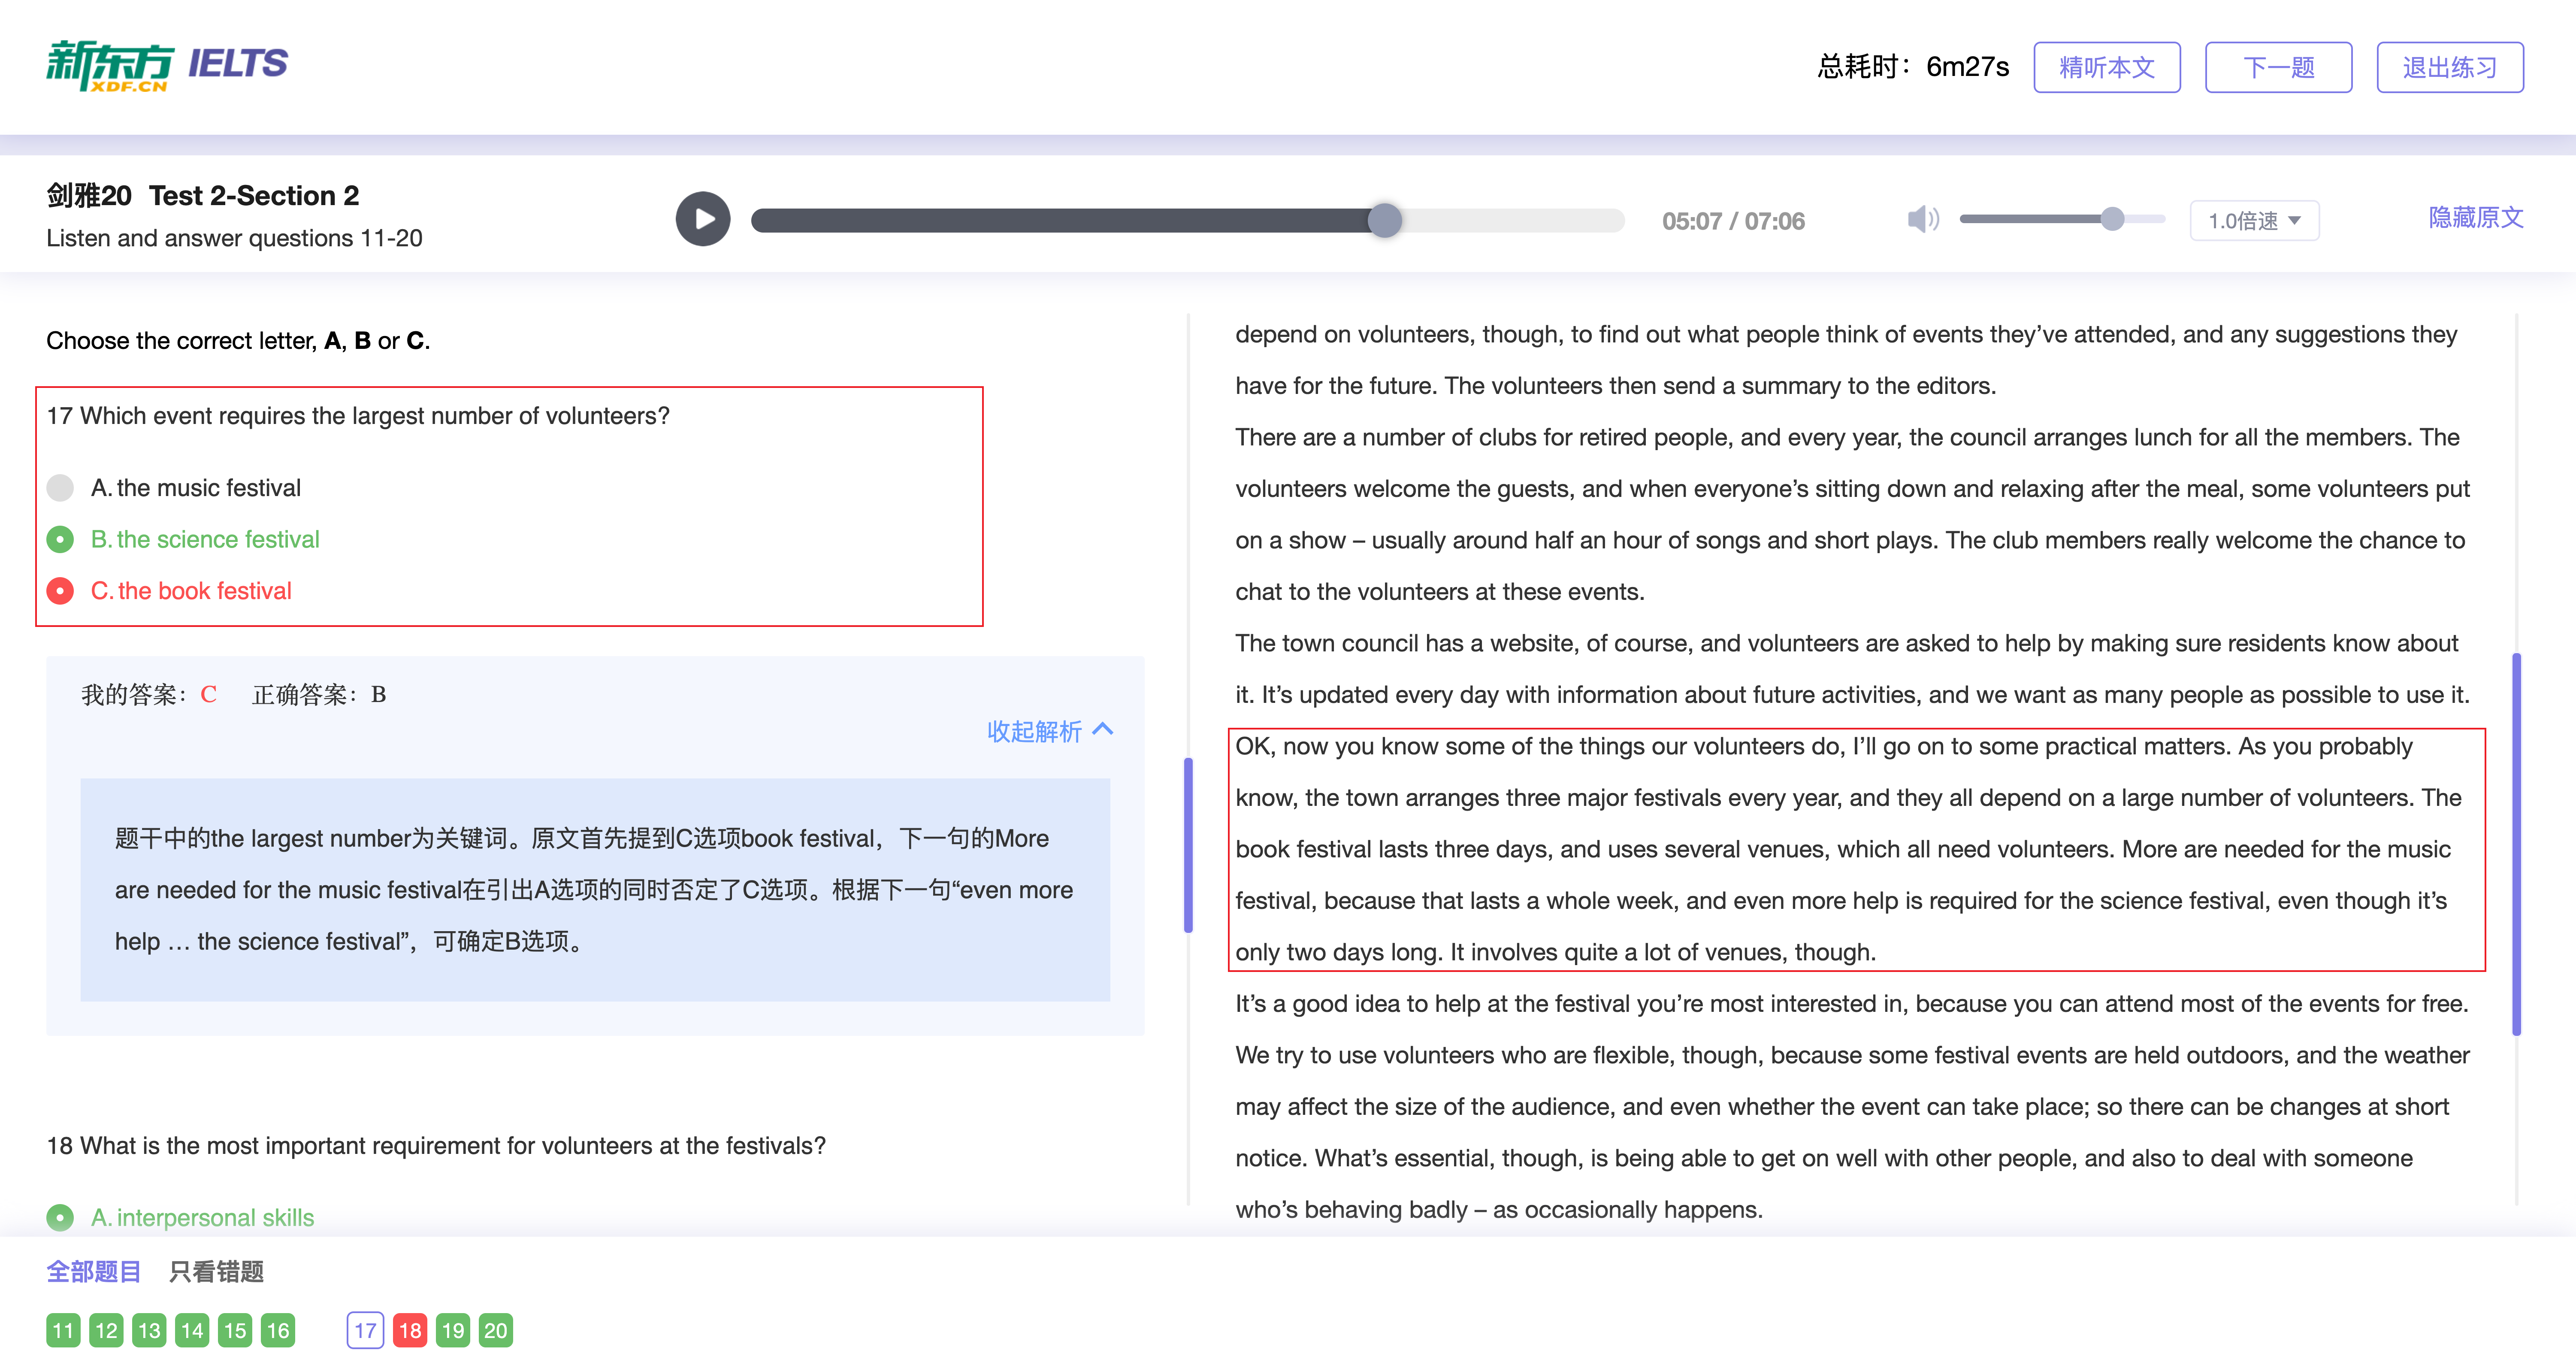 新东方 XDF.CN IELTS
总耗时：6m27s 精听本文 下一题 退出练习
剑雅20 Test 2-Section 2
Listen and answer questions 11-20
05:07 / 07:06
1.0倍速
隐藏原文
Choose the correct letter, A, B or C.
17 Which event requires the largest number of volunteers?
A. the music festival
B. the science festival
C. the book festival
我的答案：C 正确答案：B
收起解析
题干中的the largest number为关键词。原文首先提到C选项book festival，下一句的More
are needed for the music festival在引出A选项的同时否定了C选项。根据下一句“even more
help … the science festival”，可确定B选项。
18 What is the most important requirement for volunteers at the festivals?
A. interpersonal skills
depend on volunteers, though, to find out what people think of events they’ve attended, and any suggestions they
have for the future. The volunteers then send a summary to the editors.
There are a number of clubs for retired people, and every year, the council arranges lunch for all the members. The
volunteers welcome the guests, and when everyone’s sitting down and relaxing after the meal, some volunteers put
on a show – usually around half an hour of songs and short plays. The club members really welcome the chance to
chat to the volunteers at these events.
The town council has a website, of course, and volunteers are asked to help by making sure residents know about
it. It’s updated every day with information about future activities, and we want as many people as possible to use it.
OK, now you know some of the things our volunteers do, I’ll go on to some practical matters. As you probably
know, the town arranges three major festivals every year, and they all depend on a large number of volunteers. The
book festival lasts three days, and uses several venues, which all need volunteers. More are needed for the music
festival, because that lasts a whole week, and even more help is required for the science festival, even though it’s
only two days long. It involves quite a lot of venues, though.
It’s a good idea to help at the festival you’re most interested in, because you can attend most of the events for free.
We try to use volunteers who are flexible, though, because some festival events are held outdoors, and the weather
may affect the size of the audience, and even whether the event can take place; so there can be changes at short
notice. What’s essential, though, is being able to get on well with other people, and also to deal with someone
who’s behaving badly – as occasionally happens.
全部题目 只看错题
11 12 13 14 15 16 17 18 19 20